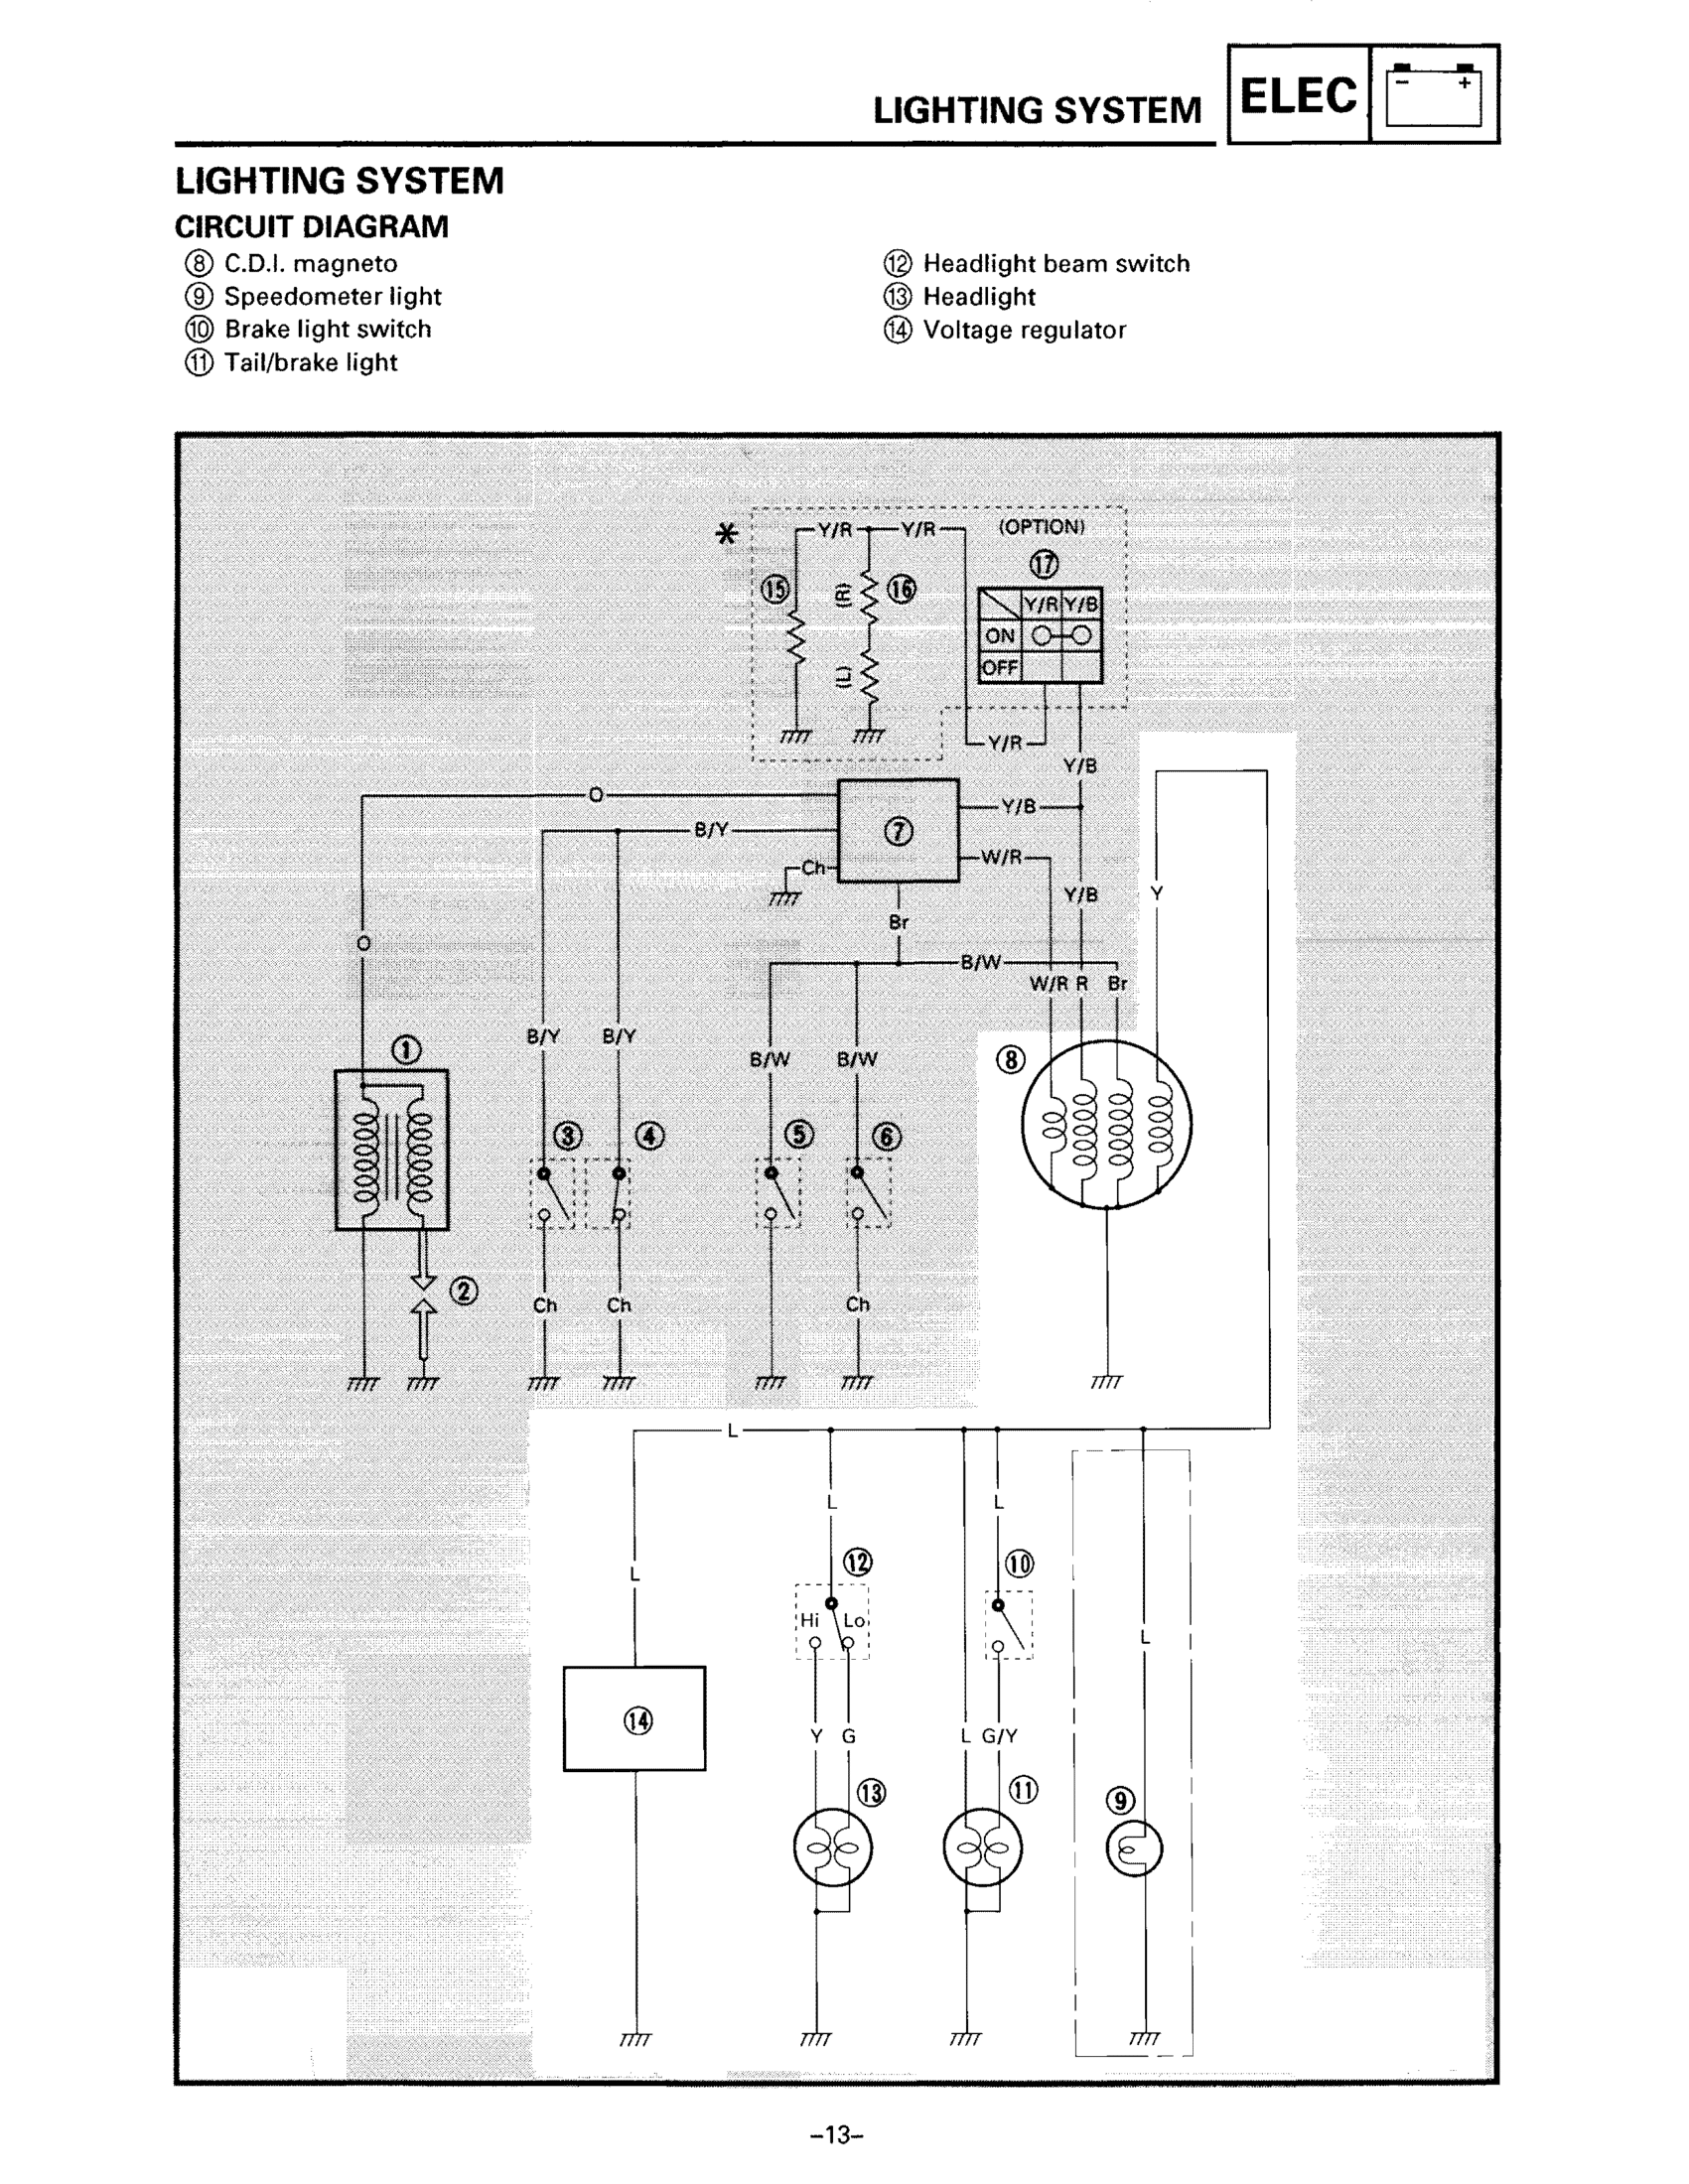 LIGHTING SYSTEM
ELEC
− +
LIGHTING SYSTEM
CIRCUIT DIAGRAM
⑧ C.D.I. magneto
⑨ Speedometer light
⑩ Brake light switch
⑪ Tail/brake light
⑫ Headlight beam switch
⑬ Headlight
⑭ Voltage regulator
* Y/R Y/R (OPTION)
⑰
⑮ (R) ⑯
Y/R Y/B
ON
OFF
(L)
Y/R
Y/B
O
Y/B
B/Y ⑦
W/R
Ch
Y/B Y
Br
O
B/W
W/R R Br
B/Y B/Y
① B/W B/W ⑧
③ ④ ⑤ ⑥
②
Ch Ch Ch
L
L L
⑫ ⑩
L
Hi Lo
L
⑭
Y G L G/Y
⑬ ⑪ ⑨
–13–